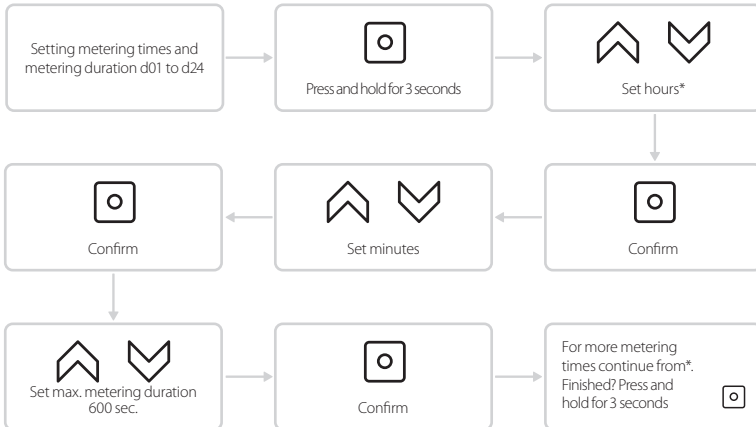 Setting metering times and
metering duration d01 to d24
Press and hold for 3 seconds
Set hours*
Confirm
Set minutes
Confirm
Set max. metering duration
600 sec.
Confirm
For more metering
times continue from*.
Finished? Press and
hold for 3 seconds